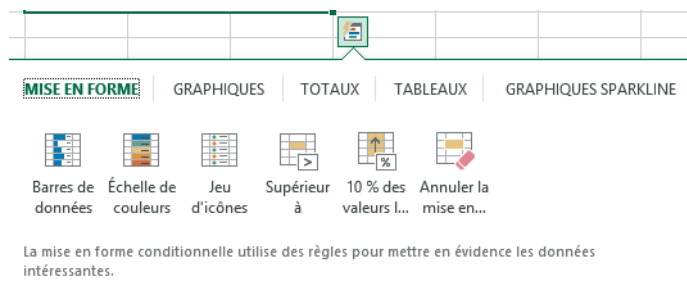 MISE EN FORME GRAPHIQUES TOTAUX TABLEAUX GRAPHIQUES SPARKLINE
Barres de données
Échelle de couleurs
Jeu d'icônes
Supérieur à
10 % des valeurs l...
Annuler la mise en...
La mise en forme conditionnelle utilise des règles pour mettre en évidence les données
intéressantes.